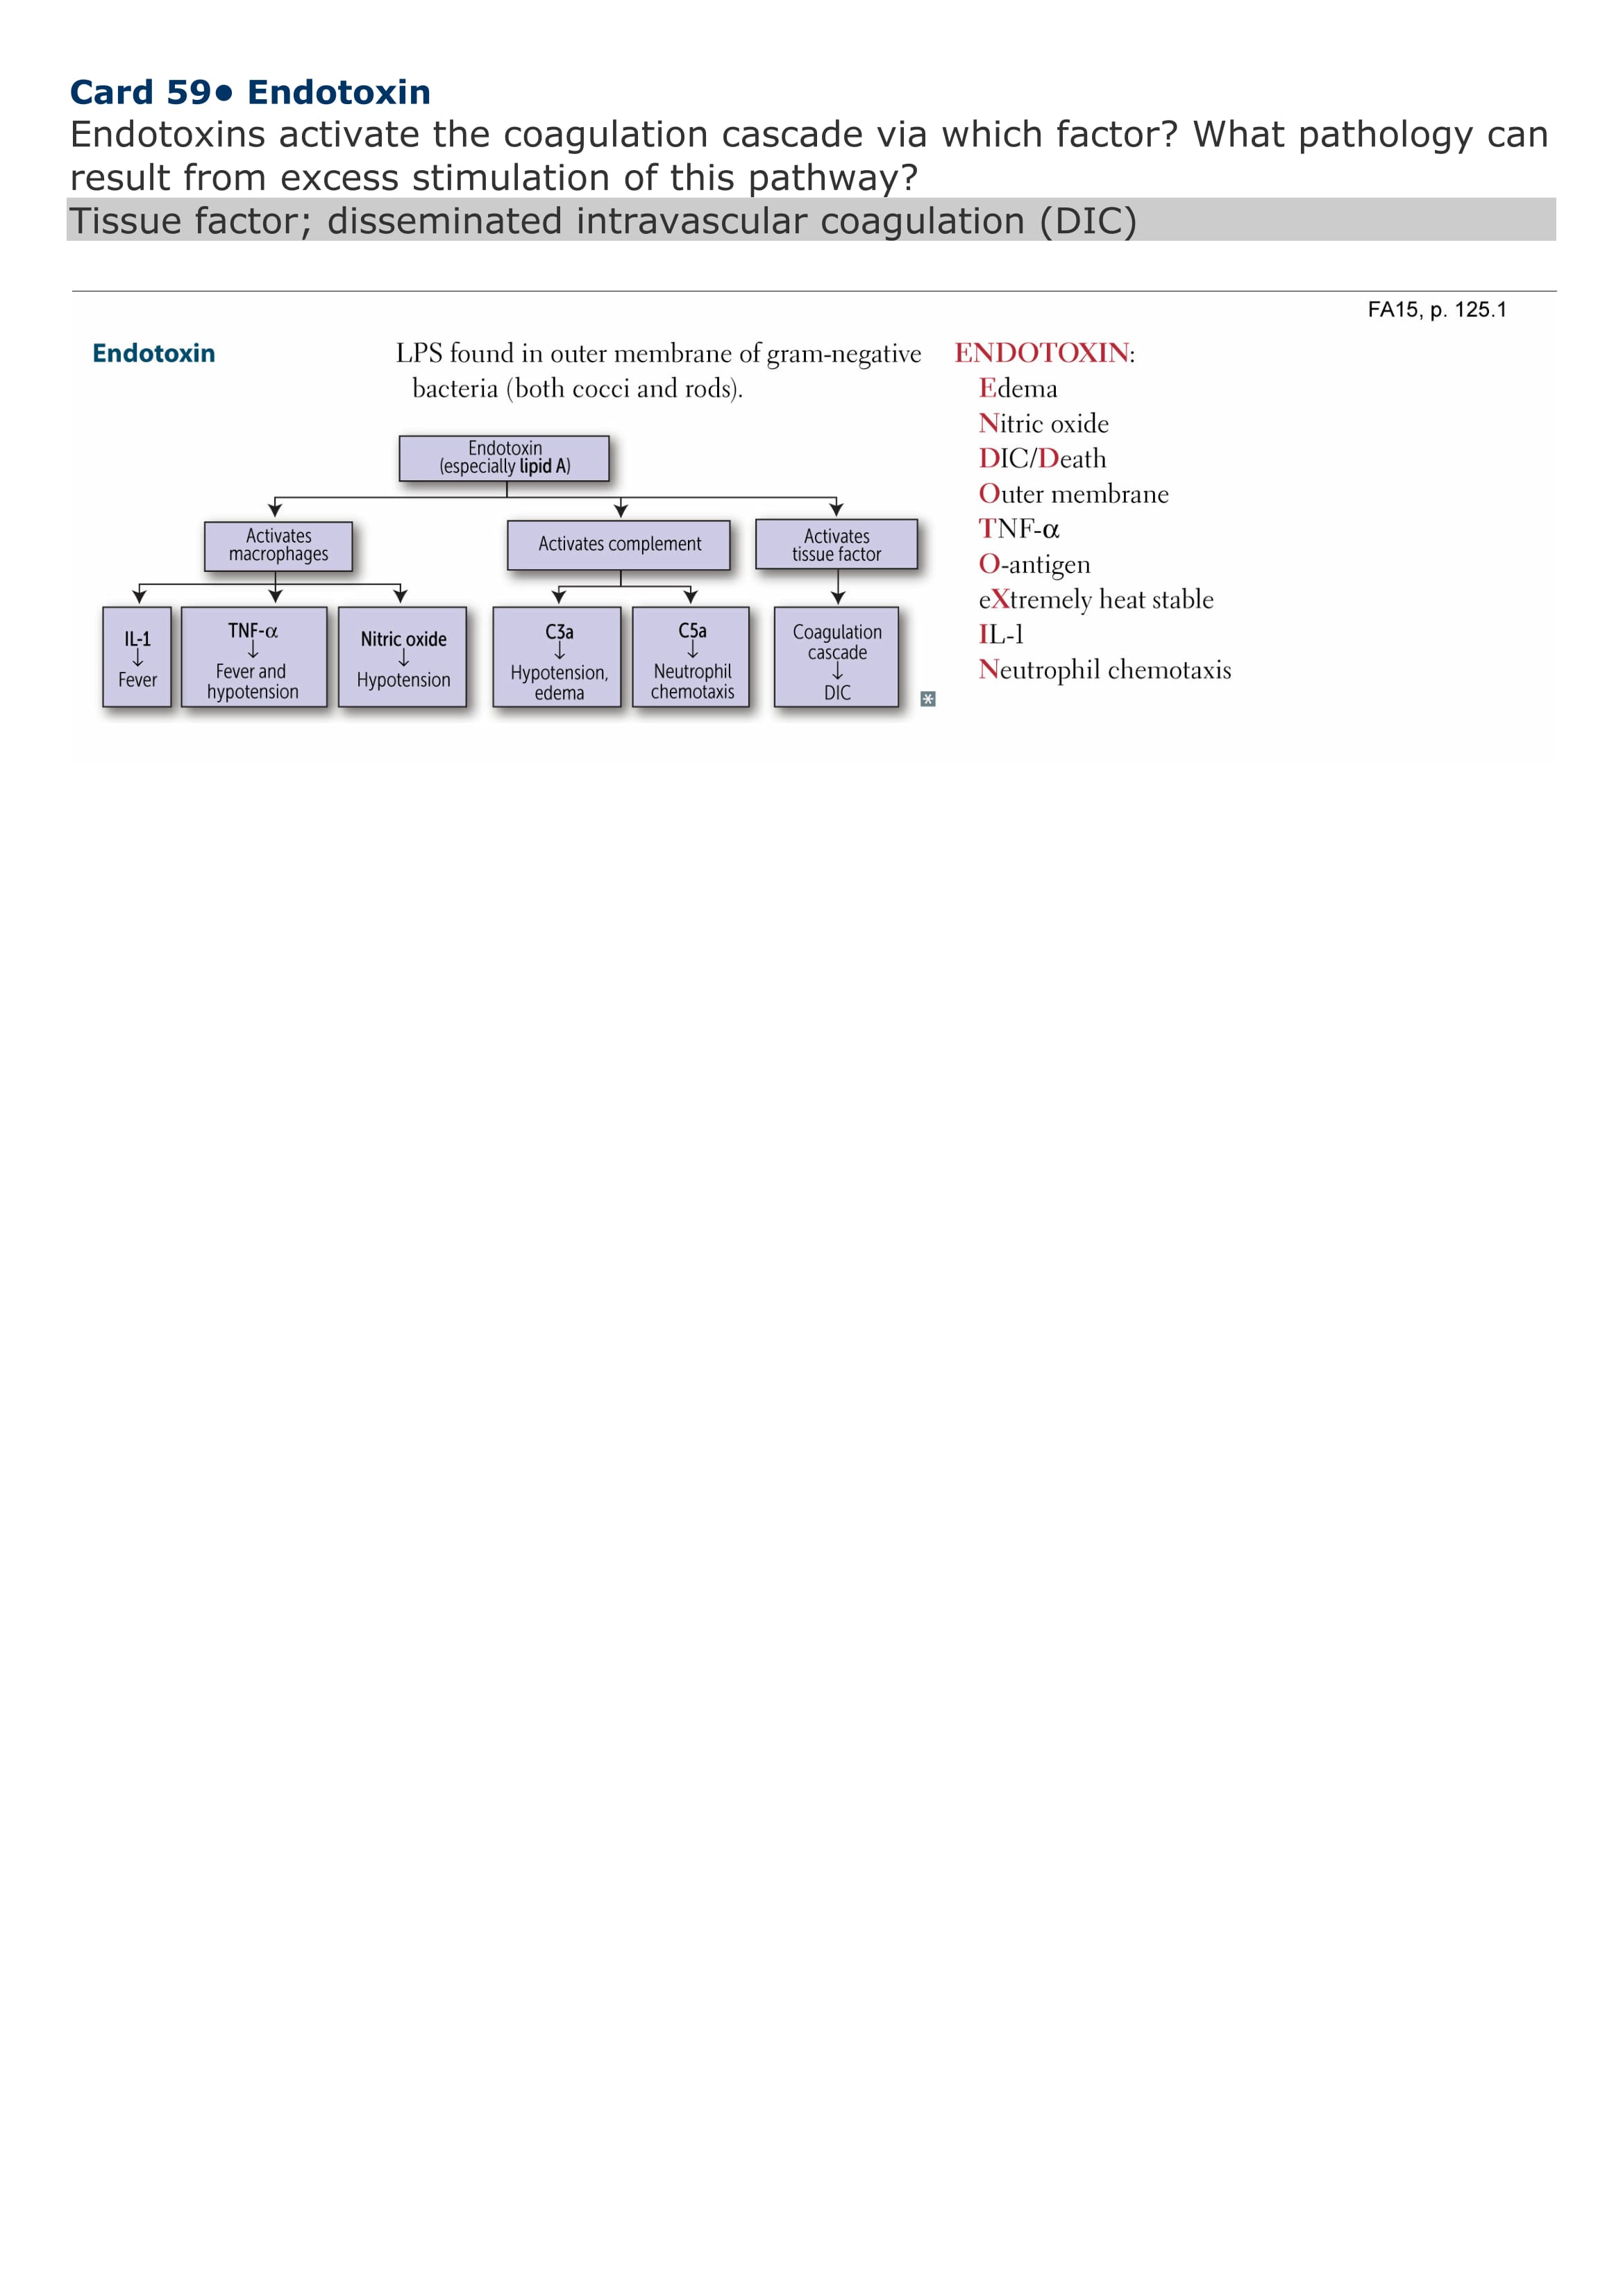 Card 59● Endotoxin
Endotoxins activate the coagulation cascade via which factor? What pathology can
result from excess stimulation of this pathway?
Tissue factor; disseminated intravascular coagulation (DIC)
FA15, p. 125.1
Endotoxin
LPS found in outer membrane of gram-negative
bacteria (both cocci and rods).
Endotoxin
(especially lipid A)
Activates
macrophages
Activates complement
Activates
tissue factor
IL-1
↓
Fever
TNF-α
↓
Fever and
hypotension
Nitric oxide
↓
Hypotension
C3a
↓
Hypotension,
edema
C5a
↓
Neutrophil
chemotaxis
Coagulation
cascade
↓
DIC
*
ENDOTOXIN:
Edema
Nitric oxide
DIC/Death
Outer membrane
TNF-α
O-antigen
eXtremely heat stable
IL-1
Neutrophil chemotaxis